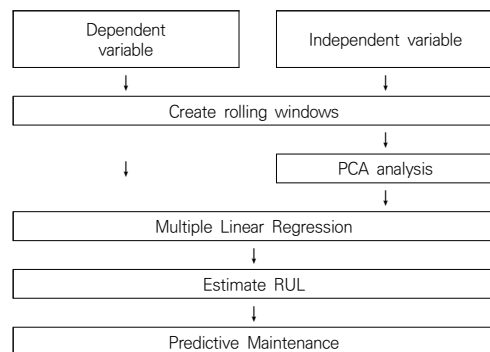 Dependent
variable
Independent variable
Create rolling windows
PCA analysis
Multiple Linear Regression
Estimate RUL
Predictive Maintenance